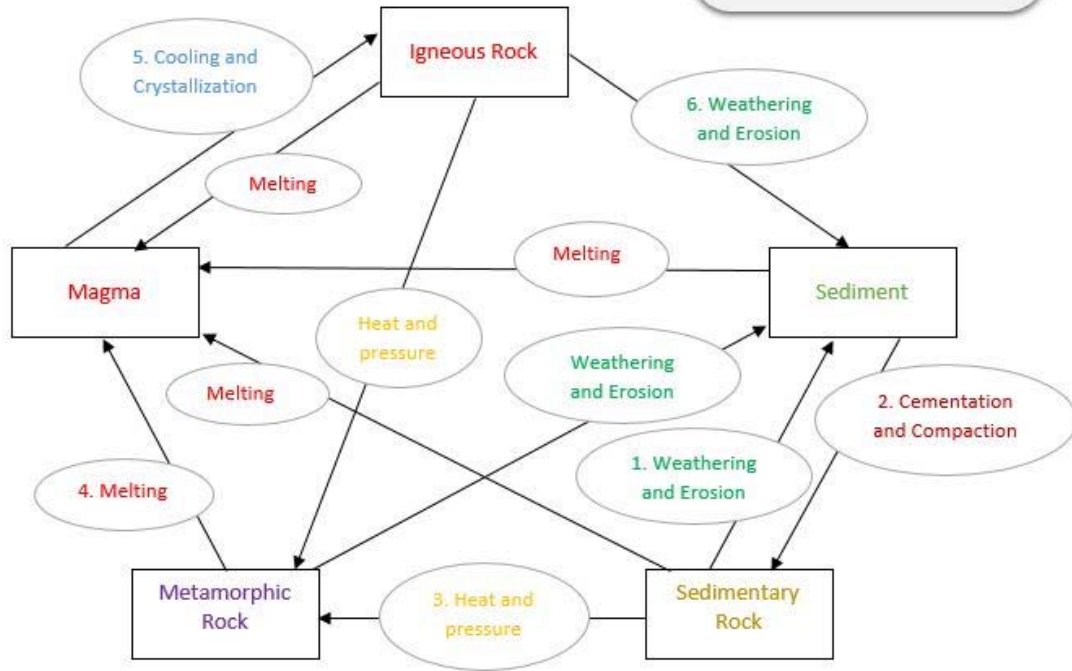 Igneous Rock
5. Cooling and
Crystallization
6. Weathering
and Erosion
Melting
Melting
Magma
Sediment
Heat and
pressure
Weathering
and Erosion
Melting
2. Cementation
and Compaction
1. Weathering
and Erosion
4. Melting
Metamorphic
Rock
3. Heat and
pressure
Sedimentary
Rock